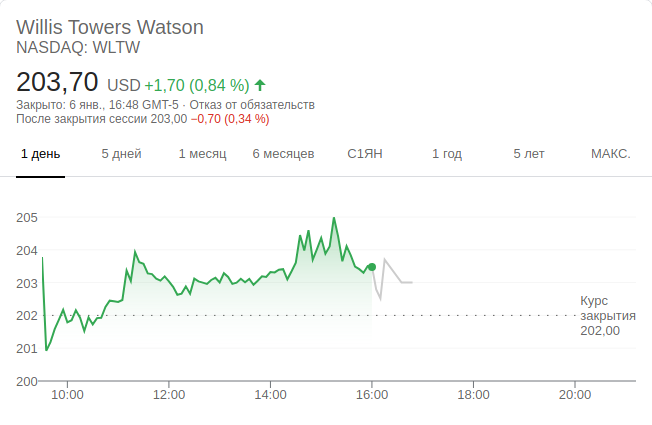 Willis Towers Watson
NASDAQ: WLTW
203,70 USD +1,70 (0,84 %)
Закрыто: 6 янв., 16:48 GMT-5 · Отказ от обязательств
После закрытия сессии 203,00 −0,70 (0,34 %)
1 день 5 дней 1 месяц 6 месяцев С1ЯН 1 год 5 лет МАКС.
205
204
203
202
201
200
Курс
закрытия
202,00
10:00 12:00 14:00 16:00 18:00 20:00